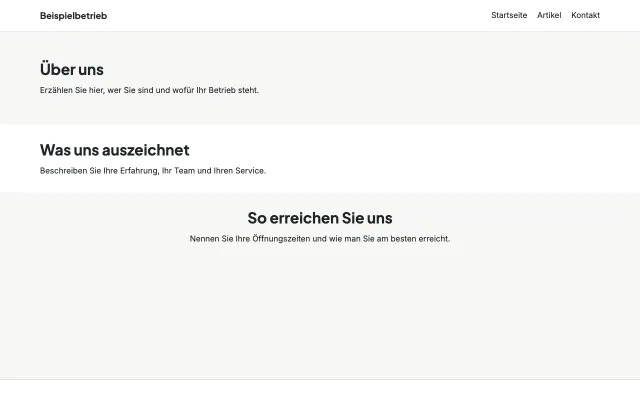 Beispielbetrieb
Startseite Artikel Kontakt
Über uns
Erzählen Sie hier, wer Sie sind und wofür Ihr Betrieb steht.
Was uns auszeichnet
Beschreiben Sie Ihre Erfahrung, Ihr Team und Ihren Service.
So erreichen Sie uns
Nennen Sie Ihre Öffnungszeiten und wie man Sie am besten erreicht.